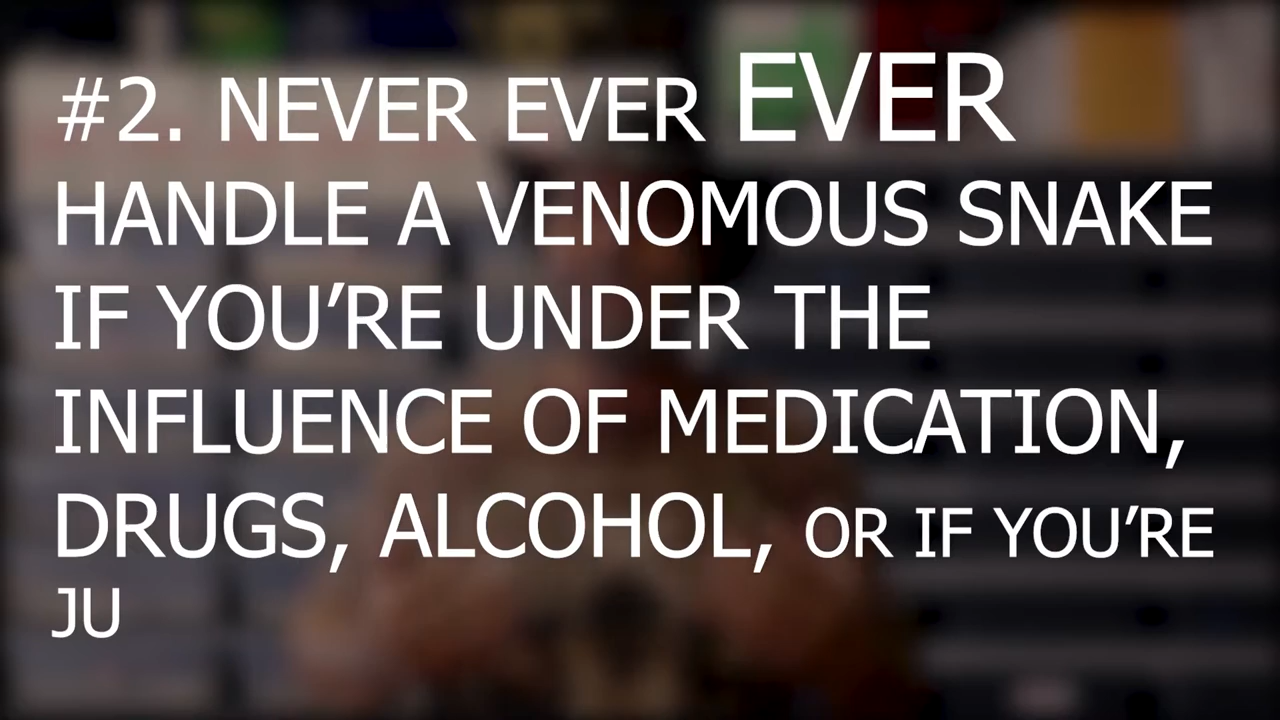 #2. NEVER EVER EVER
HANDLE A VENOMOUS SNAKE
IF YOU’RE UNDER THE
INFLUENCE OF MEDICATION,
DRUGS, ALCOHOL, OR IF YOU’RE
JU